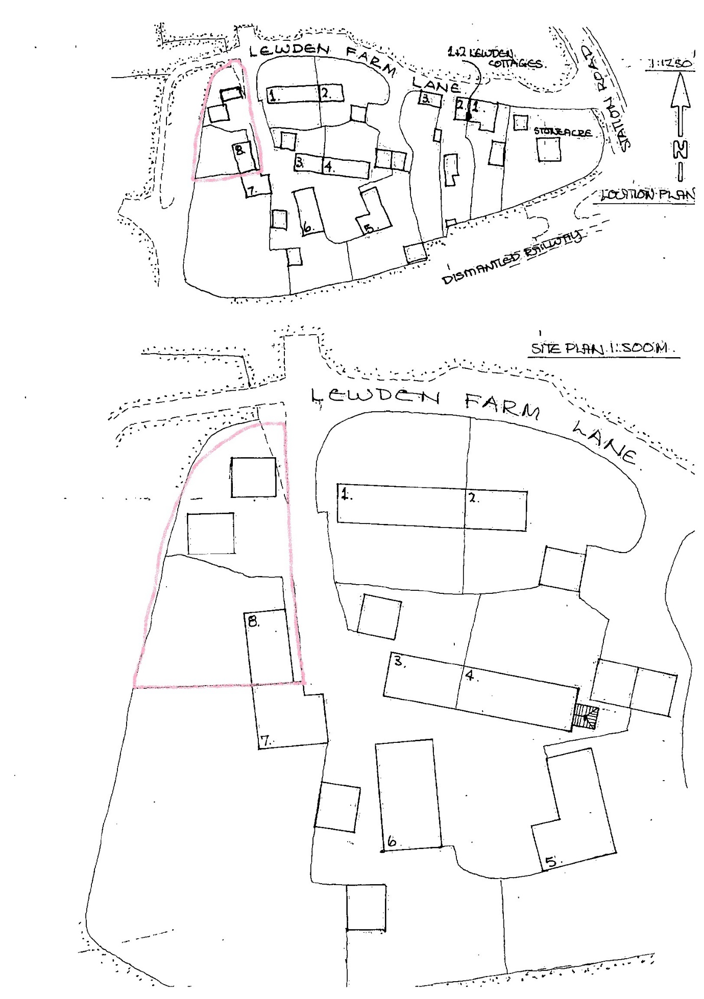 LEWDEN FARM LANE
1+2 LEWDEN
COTTAGES.
STATION ROAD
1:1250
N
LOCATION PLAN
1.
2.
3.
2.
1.
STONEACRE
8.
3.
4.
7.
6.
5.
DISMANTLED RAILWAY
SITE PLAN 1:500M.
LEWDEN FARM LANE.
1.
2.
8.
3.
4.
7.
6.
5.